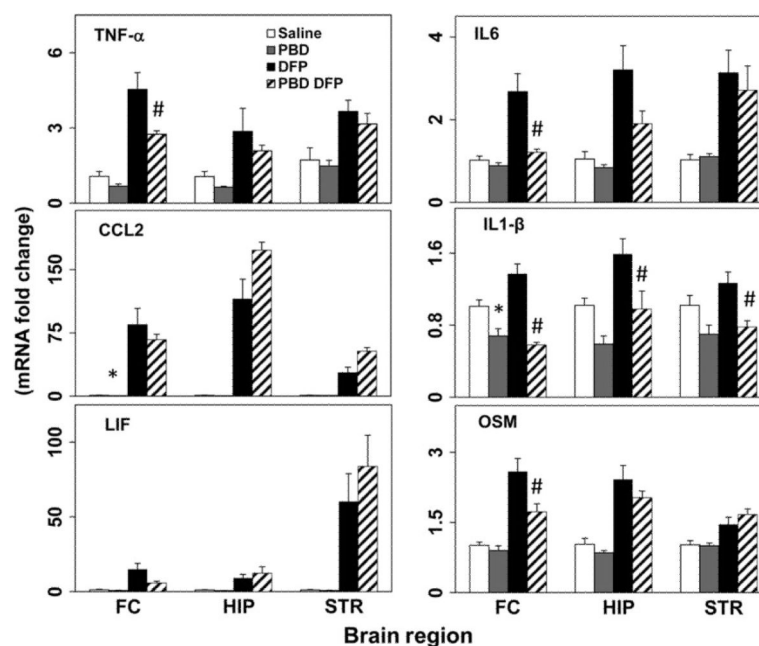 TNF-α
Saline
PBD
DFP
PBD DFP
#
0 3 6
IL6
#
0 2 4
CCL2
*
0 75 150
IL1-β
*
#
#
#
0 0.8 1.6
LIF
0 50 100
OSM
#
0 1.5 3
FC HIP STR
FC HIP STR
(mRNA fold change)
Brain region